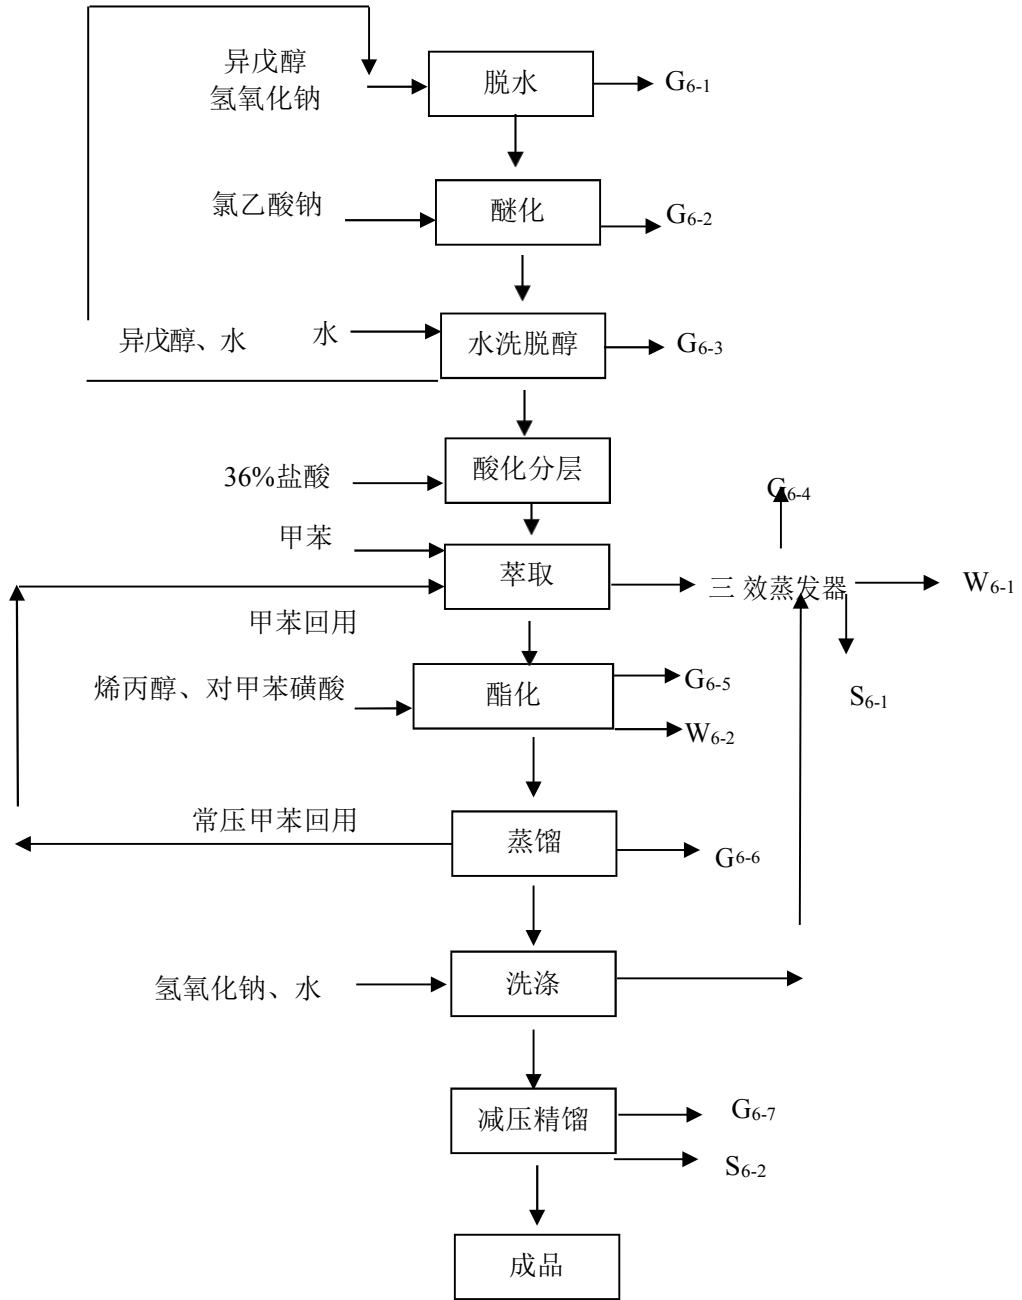 异戊醇
氢氧化钠
脱水
G6-1
氯乙酸钠
醚化
G6-2
异戊醇、水
水
水洗脱醇
G6-3
36%盐酸
酸化分层
G6-4
甲苯
萃取
三 效蒸发器
W6-1
甲苯回用
烯丙醇、对甲苯磺酸
酯化
G6-5
W6-2
S6-1
常压甲苯回用
蒸馏
G6-6
氢氧化钠、水
洗涤
减压精馏
G6-7
S6-2
成品